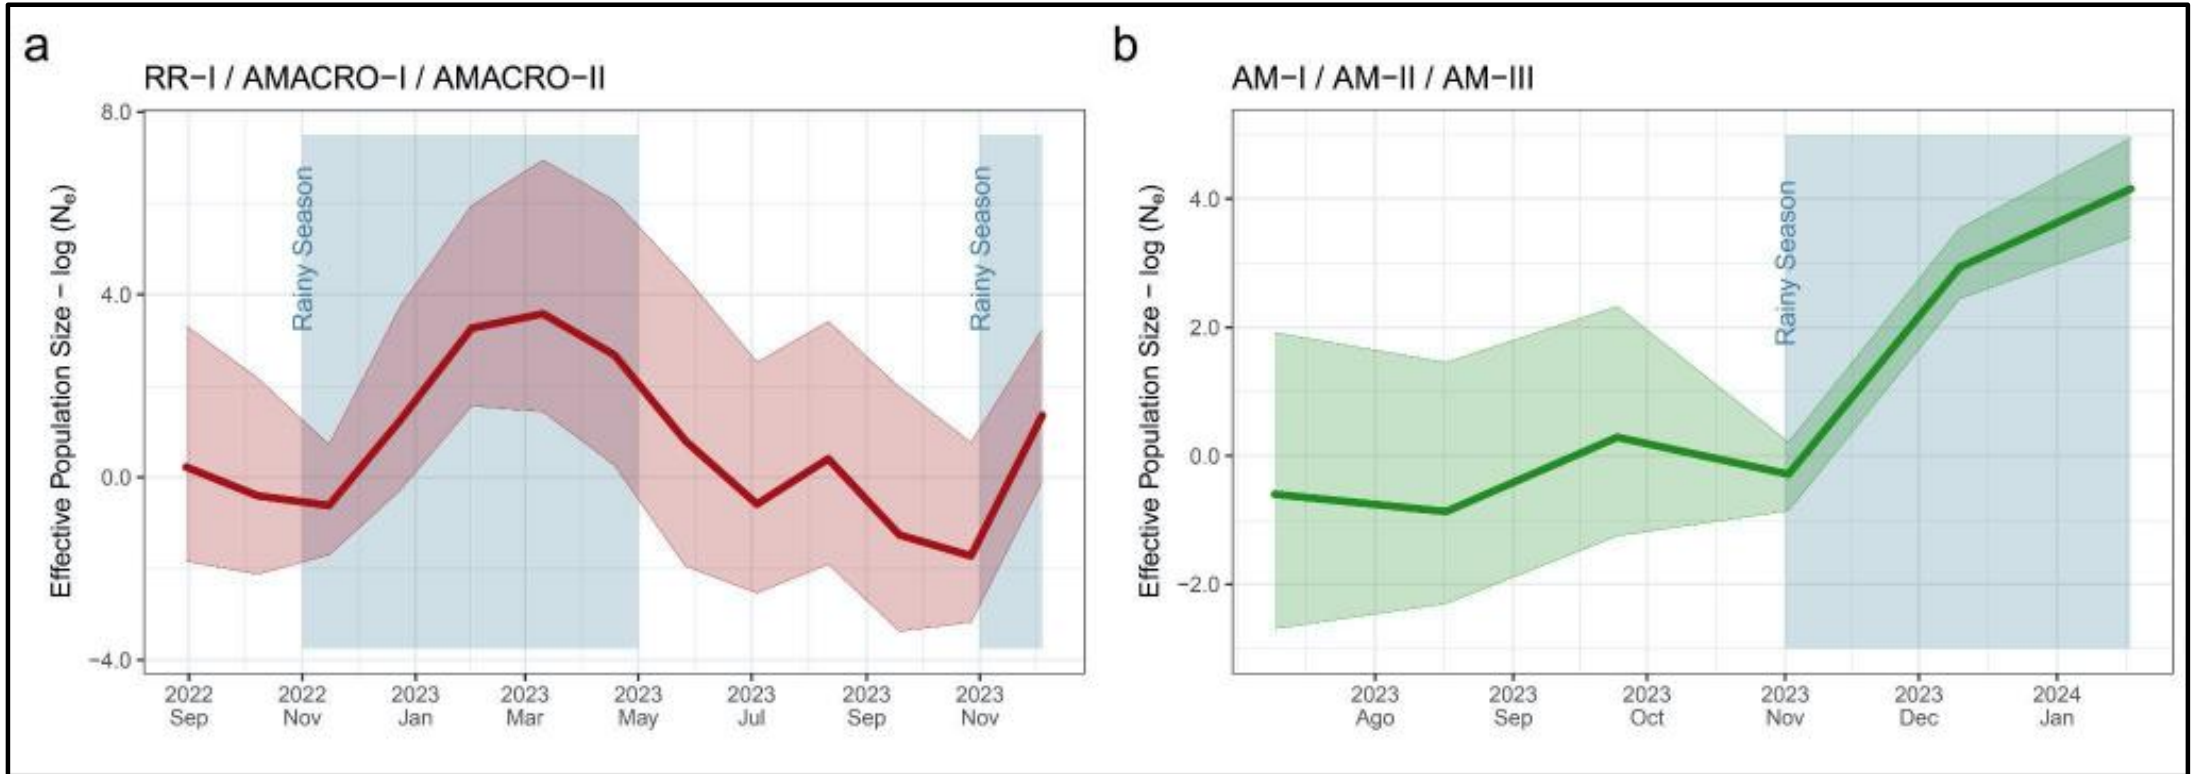 a
RR−I / AMACRO−I / AMACRO−II
Effective Population Size − log (Nₑ)
8.0
4.0
0.0
−4.0
Rainy Season
Rainy Season
2022 2022 2023 2023 2023 2023 2023 2023
Sep Nov Jan Mar May Jul Sep Nov
b
AM−I / AM−II / AM−III
Effective Population Size − log (Nₑ)
4.0
2.0
0.0
−2.0
Rainy Season
2023 2023 2023 2023 2023 2024
Ago Sep Oct Nov Dec Jan